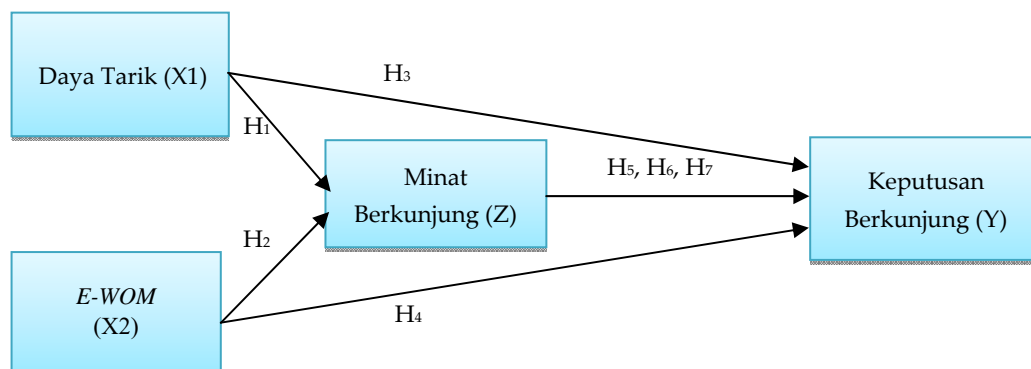 Daya Tarik (X1)
H3
H1
Minat
Berkunjung (Z)
H5, H6, H7
Keputusan
Berkunjung (Y)
H2
E-WOM
(X2)
H4